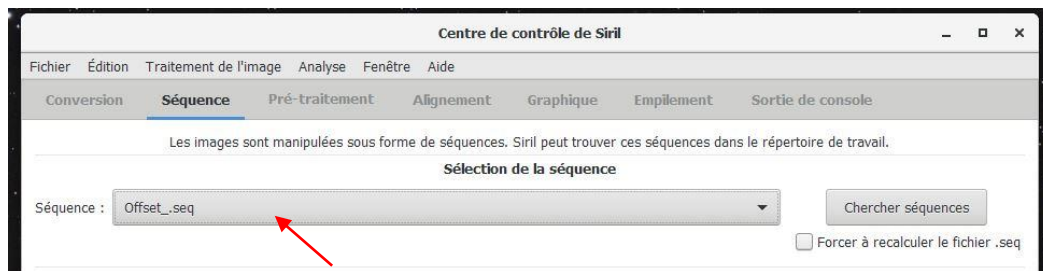 Centre de contrôle de Siril
Fichier Édition Traitement de l'image Analyse Fenêtre Aide
Conversion Séquence Pré-traitement Alignement Graphique Empilement Sortie de console
Les images sont manipulées sous forme de séquences. Siril peut trouver ces séquences dans le répertoire de travail.
Sélection de la séquence
Séquence : Offset_.seq Chercher séquences
Forcer à recalculer le fichier .seq